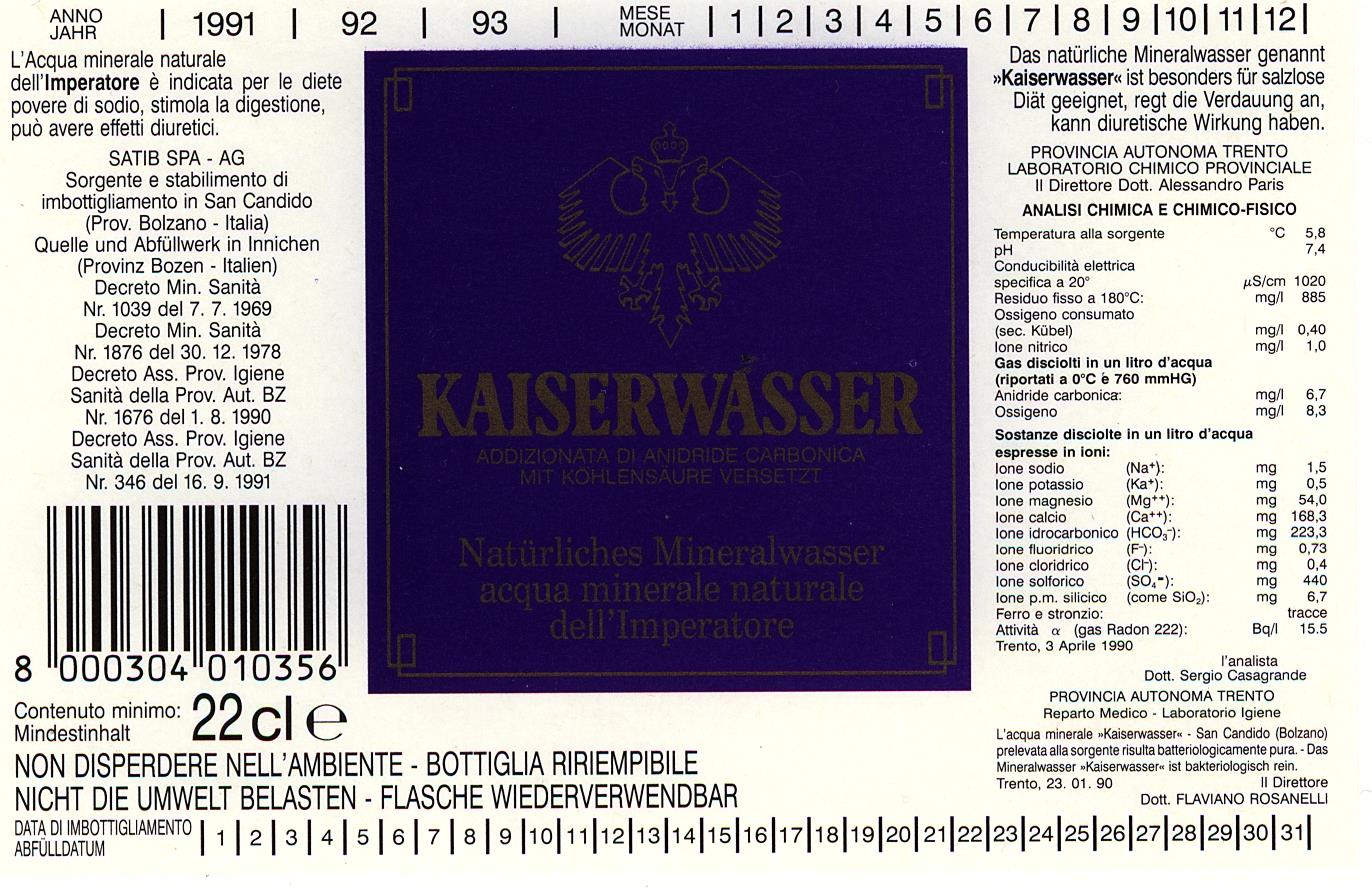 ANNO
JAHR | 1991 | 92 | 93 | MESE
MONAT | 1 | 2 | 3 | 4 | 5 | 6 | 7 | 8 | 9 | 10 | 11 | 12 |
L'Acqua minerale naturale
dell'Imperatore è indicata per le diete
povere di sodio, stimola la digestione,
può avere effetti diuretici.
SATIB SPA - AG
Sorgente e stabilimento di
imbottigliamento in San Candido
(Prov. Bolzano - Italia)
Quelle und Abfüllwerk in Innichen
(Provinz Bozen - Italien)
Decreto Min. Sanità
Nr. 1039 del 7. 7. 1969
Decreto Min. Sanità
Nr. 1876 del 30. 12. 1978
Decreto Ass. Prov. Igiene
Sanità della Prov. Aut. BZ
Nr. 1676 del 1. 8. 1990
Decreto Ass. Prov. Igiene
Sanità della Prov. Aut. BZ
Nr. 346 del 16. 9. 1991
8 000304 010356
Contenuto minimo:
Mindestinhalt
22 cl e
KAISERWASSER
ADDIZIONATA DI ANIDRIDE CARBONICA
MIT KOHLENSÄURE VERSETZT
Natürliches Mineralwasser
acqua minerale naturale
dell'Imperatore
Das natürliche Mineralwasser genannt
»Kaiserwasser« ist besonders für salzlose
Diät geeignet, regt die Verdauung an,
kann diuretische Wirkung haben.
PROVINCIA AUTONOMA TRENTO
LABORATORIO CHIMICO PROVINCIALE
Il Direttore Dott. Alessandro Paris
ANALISI CHIMICA E CHIMICO-FISICO
Temperatura alla sorgente °C 5,8
pH 7,4
Conducibilità elettrica
specifica a 20° µS/cm 1020
Residuo fisso a 180°C: mg/l 885
Ossigeno consumato
(sec. Kübel) mg/l 0,40
Ione nitrico mg/l 1,0
Gas disciolti in un litro d'acqua
(riportati a 0°C e 760 mmHG)
Anidride carbonica: mg/l 6,7
Ossigeno mg/l 8,3
Sostanze disciolte in un litro d'acqua
espresse in ioni:
Ione sodio (Na⁺): mg 1,5
Ione potassio (Ka⁺): mg 0,5
Ione magnesio (Mg⁺⁺): mg 54,0
Ione calcio (Ca⁺⁺): mg 168,3
Ione idrocarbonico (HCO₃⁻): mg 223,3
Ione fluoridrico (F⁻): mg 0,73
Ione cloridrico (Cl⁻): mg 0,4
Ione solforico (SO₄⁼): mg 440
Ione p.m. silicico (come SiO₂): mg 6,7
Ferro e stronzio: tracce
Attività α (gas Radon 222): Bq/l 15.5
Trento, 3 Aprile 1990
l'analista
Dott. Sergio Casagrande
PROVINCIA AUTONOMA TRENTO
Reparto Medico - Laboratorio Igiene
L'acqua minerale »Kaiserwasser« - San Candido (Bolzano)
prelevata alla sorgente risulta batteriologicamente pura. - Das
Mineralwasser »Kaiserwasser« ist bakteriologisch rein.
Trento, 23. 01. 90 Il Direttore
Dott. FLAVIANO ROSANELLI
NON DISPERDERE NELL'AMBIENTE - BOTTIGLIA RIRIEMPIBILE
NICHT DIE UMWELT BELASTEN - FLASCHE WIEDERVERWENDBAR
DATA DI IMBOTTIGLIAMENTO
ABFÜLLDATUM | 1 | 2 | 3 | 4 | 5 | 6 | 7 | 8 | 9 | 10 | 11 | 12 | 13 | 14 | 15 | 16 | 17 | 18 | 19 | 20 | 21 | 22 | 23 | 24 | 25 | 26 | 27 | 28 | 29 | 30 | 31 |